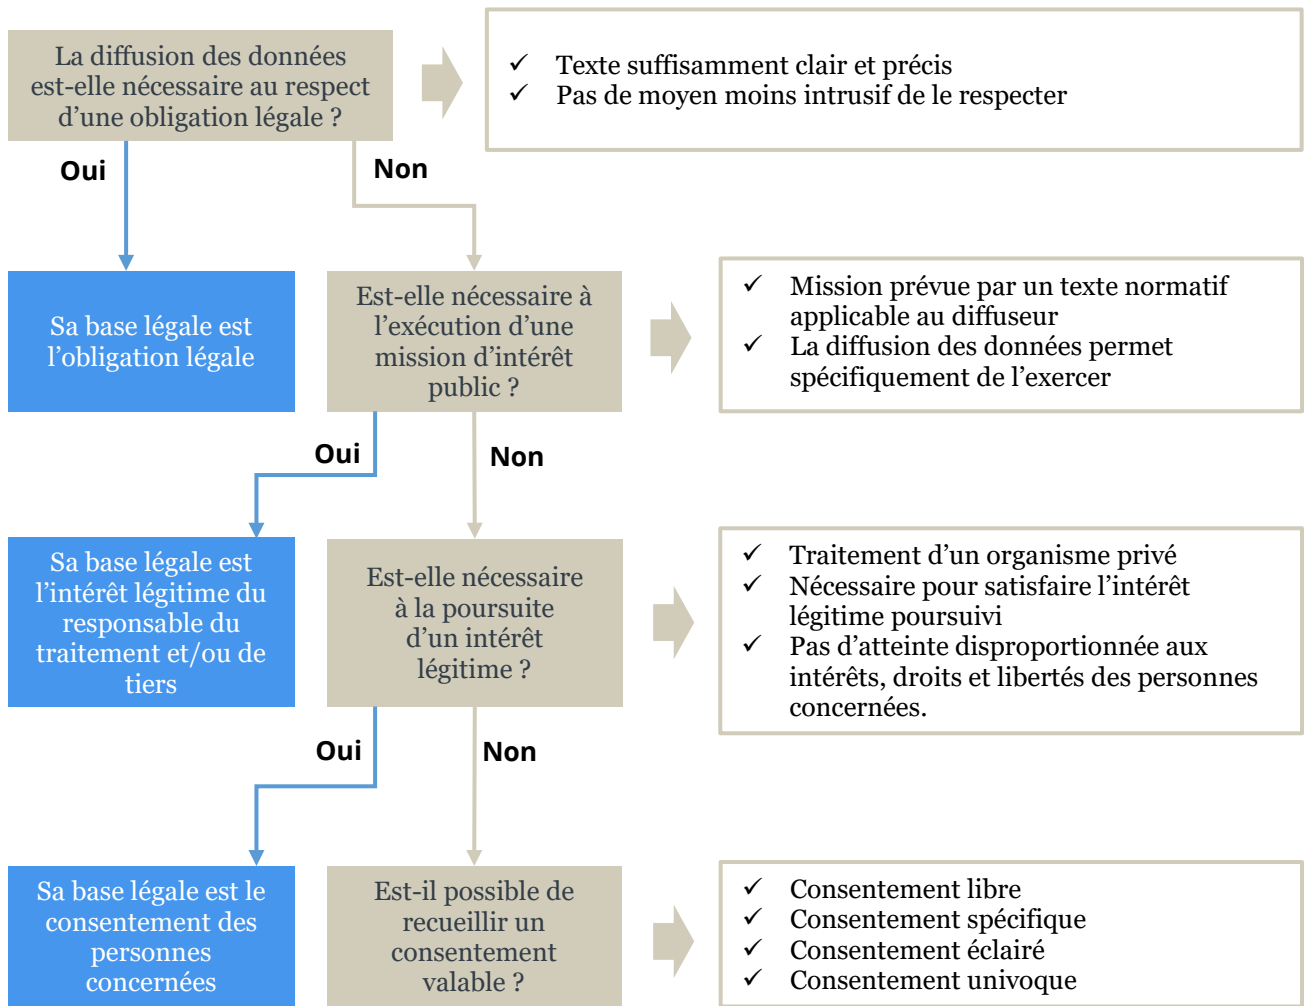 La diffusion des données
est-elle nécessaire au respect
d’une obligation légale ?
✓ Texte suffisamment clair et précis
✓ Pas de moyen moins intrusif de le respecter
Oui
Non
Sa base légale est
l’obligation légale
Est-elle nécessaire à
l’exécution d’une
mission d’intérêt
public ?
✓ Mission prévue par un texte normatif
applicable au diffuseur
✓ La diffusion des données permet
spécifiquement de l’exercer
Oui
Non
Sa base légale est
l’intérêt légitime du
responsable du
traitement et/ou de
tiers
Est-elle nécessaire
à la poursuite
d’un intérêt
légitime ?
✓ Traitement d’un organisme privé
✓ Nécessaire pour satisfaire l’intérêt
légitime poursuivi
✓ Pas d’atteinte disproportionnée aux
intérêts, droits et libertés des personnes
concernées.
Oui
Non
Sa base légale est le
consentement des
personnes
concernées
Est-il possible de
recueillir un
consentement
valable ?
✓ Consentement libre
✓ Consentement spécifique
✓ Consentement éclairé
✓ Consentement univoque